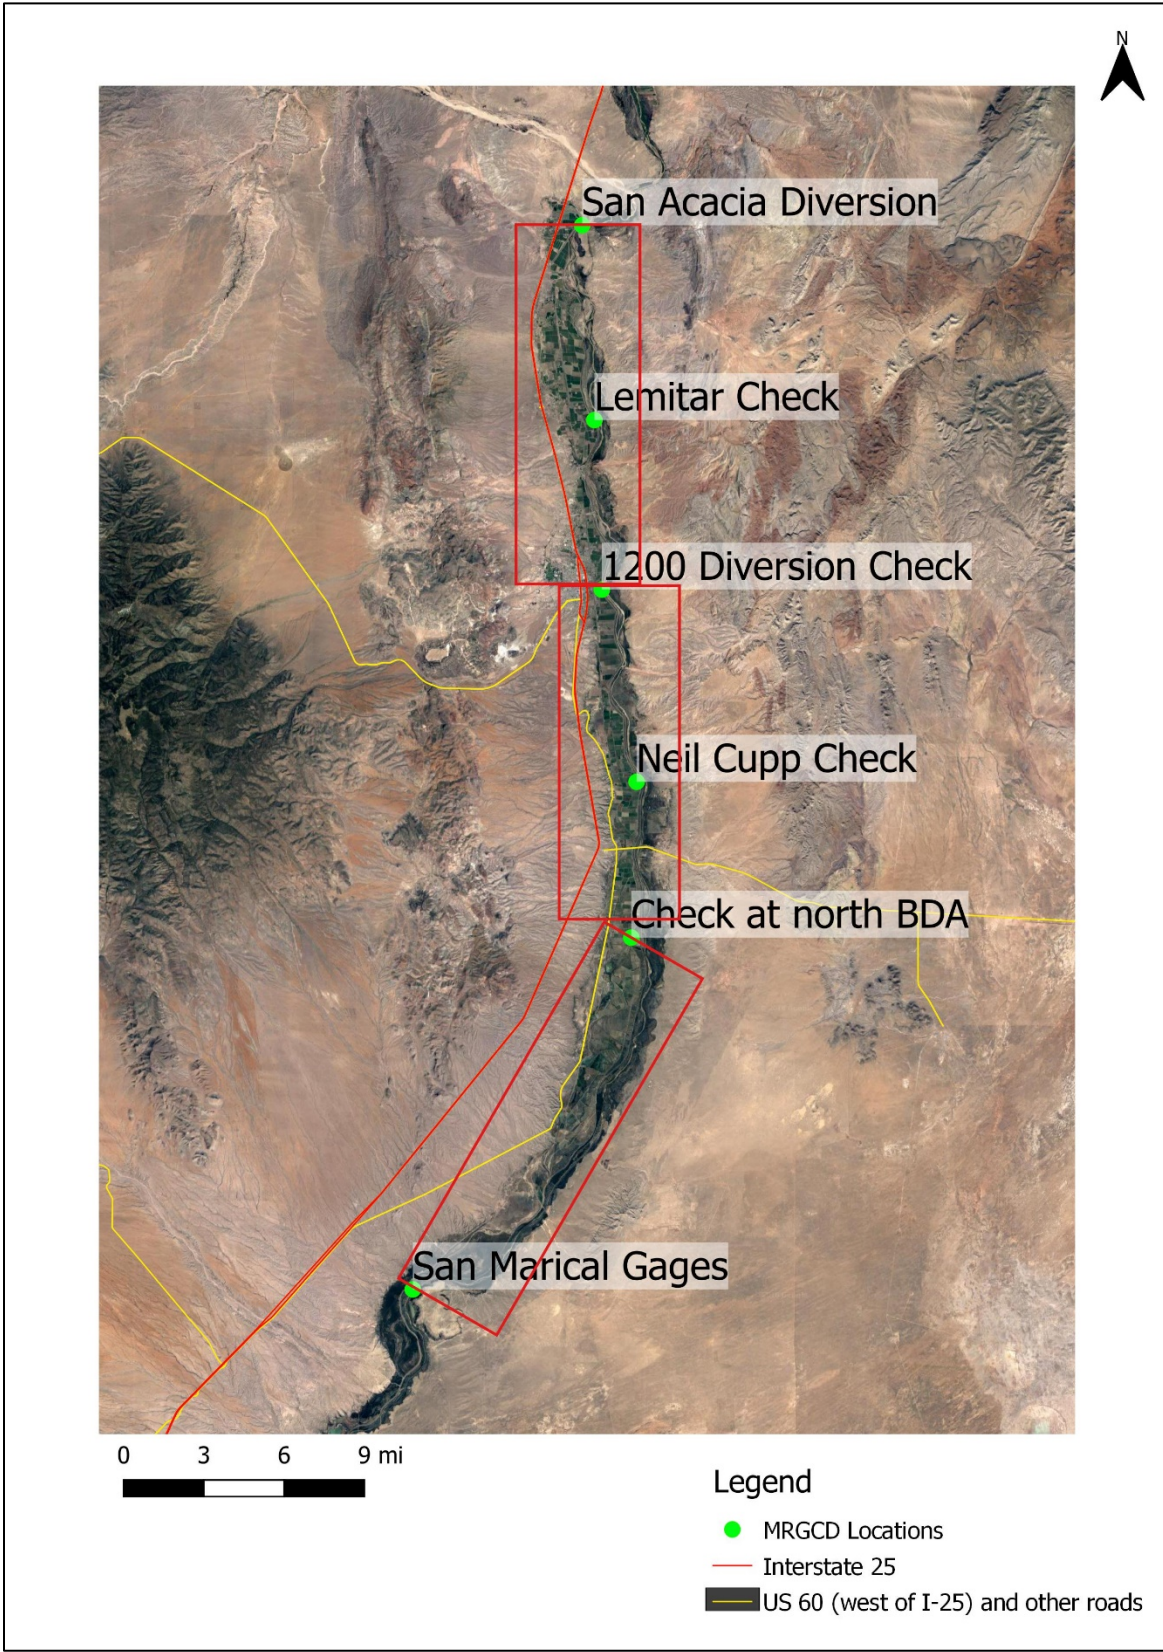 N
San Acacia Diversion
Lemitar Check
1200 Diversion Check
Neil Cupp Check
Check at north BDA
San Marical Gages
0 3 6 9 mi
Legend
MRGCD Locations
Interstate 25
US 60 (west of I-25) and other roads